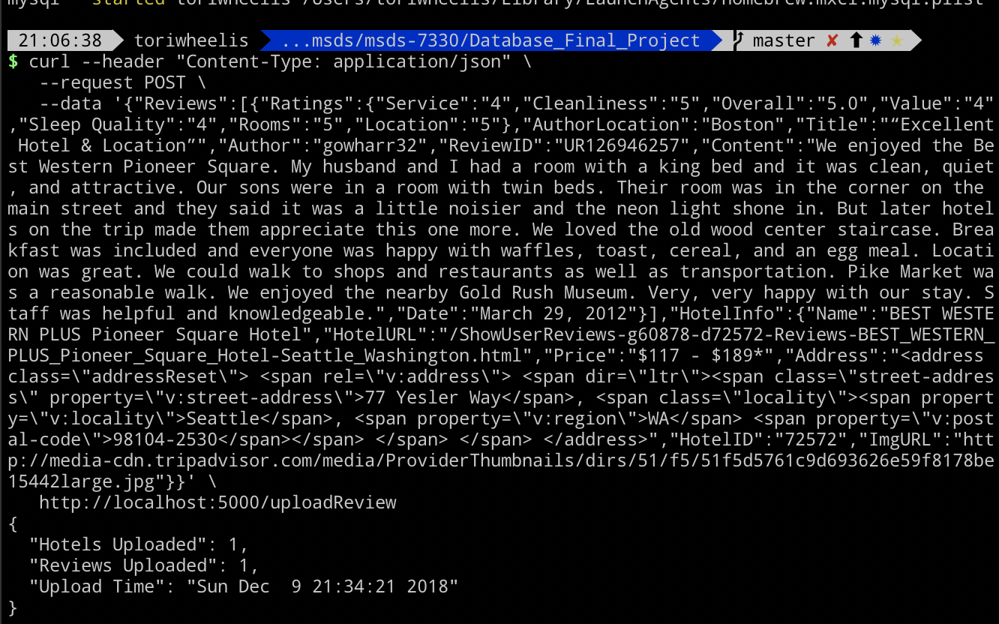 mysql   started toriwheelis /Users/toriwheelis/Library/LaunchAgents/homebrew.mxcl.mysql.plist
21:06:38 toriwheelis ...msds/msds-7330/Database_Final_Project master ✘ ⬆ ✹ ★
$ curl --header "Content-Type: application/json" \
   --request POST \
   --data '{"Reviews":[{"Ratings":{"Service":"4","Cleanliness":"5","Overall":"5.0","Value":"4"
,"Sleep Quality":"4","Rooms":"5","Location":"5"},"AuthorLocation":"Boston","Title":"“Excellent
 Hotel & Location”","Author":"gowharr32","ReviewID":"UR126946257","Content":"We enjoyed the Be
st Western Pioneer Square. My husband and I had a room with a king bed and it was clean, quiet
, and attractive. Our sons were in a room with twin beds. Their room was in the corner on the
main street and they said it was a little noisier and the neon light shone in. But later hotel
s on the trip made them appreciate this one more. We loved the old wood center staircase. Brea
kfast was included and everyone was happy with waffles, toast, cereal, and an egg meal. Locati
on was great. We could walk to shops and restaurants as well as transportation. Pike Market wa
s a reasonable walk. We enjoyed the nearby Gold Rush Museum. Very, very happy with our stay. S
taff was helpful and knowledgeable.","Date":"March 29, 2012"}],"HotelInfo":{"Name":"BEST WESTE
RN PLUS Pioneer Square Hotel","HotelURL":"/ShowUserReviews-g60878-d72572-Reviews-BEST_WESTERN_
PLUS_Pioneer_Square_Hotel-Seattle_Washington.html","Price":"$117 - $189*","Address":"<address
class=\"addressReset\"> <span rel=\"v:address\"> <span dir=\"ltr\"><span class=\"street-addres
s\" property=\"v:street-address\">77 Yesler Way</span>, <span class=\"locality\"><span propert
y=\"v:locality\">Seattle</span>, <span property=\"v:region\">WA</span> <span property=\"v:post
al-code\">98104-2530</span></span> </span> </span> </address>","HotelID":"72572","ImgURL":"htt
p://media-cdn.tripadvisor.com/media/ProviderThumbnails/dirs/51/f5/51f5d5761c9d693626e59f8178be
15442large.jpg"}}' \
   http://localhost:5000/uploadReview
{
  "Hotels Uploaded": 1,
  "Reviews Uploaded": 1,
  "Upload Time": "Sun Dec  9 21:34:21 2018"
}